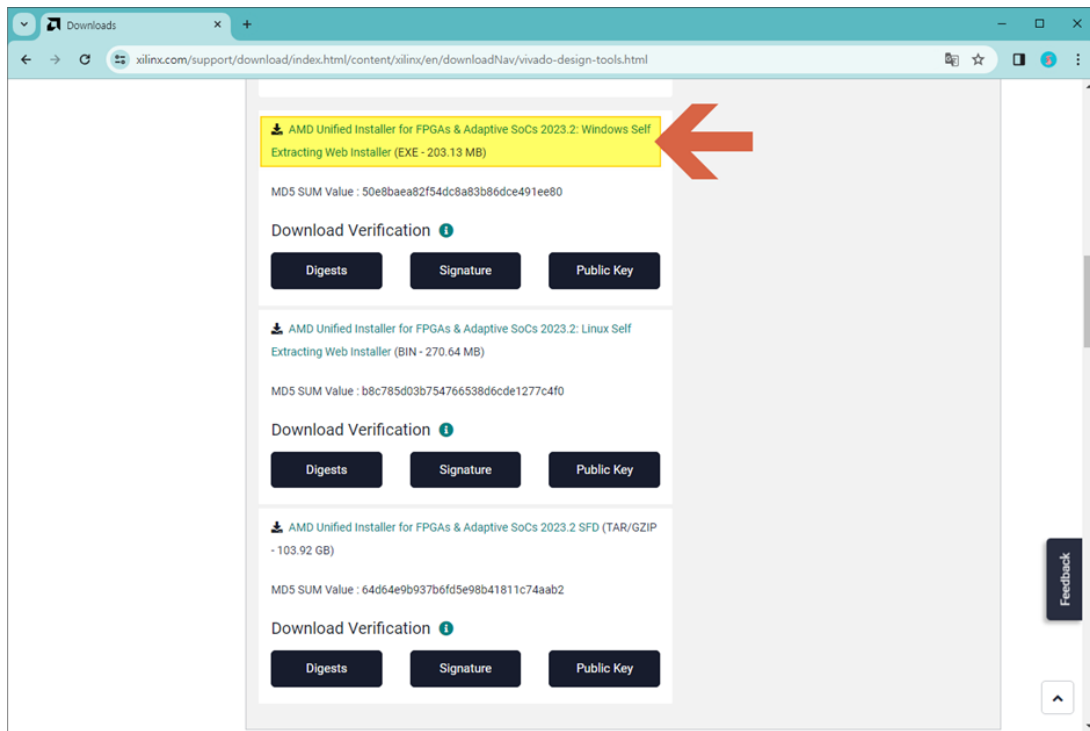 Downloads
xilinx.com/support/download/index.html/content/xilinx/en/downloadNav/vivado-design-tools.html
AMD Unified Installer for FPGAs & Adaptive SoCs 2023.2: Windows Self
Extracting Web Installer (EXE - 203.13 MB)
MD5 SUM Value : 50e8baea82f54dc8a83b86dce491ee80
Download Verification
Digests Signature Public Key
AMD Unified Installer for FPGAs & Adaptive SoCs 2023.2: Linux Self
Extracting Web Installer (BIN - 270.64 MB)
MD5 SUM Value : b8c785d03b754766538d6cde1277c4f0
Download Verification
Digests Signature Public Key
AMD Unified Installer for FPGAs & Adaptive SoCs 2023.2 SFD (TAR/GZIP
- 103.92 GB)
MD5 SUM Value : 64d64e9b937b6fd5e98b41811c74aab2
Download Verification
Digests Signature Public Key
Feedback